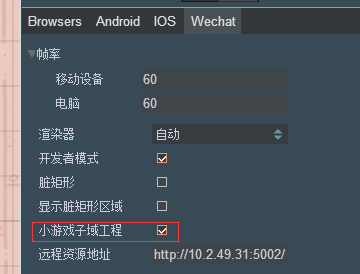 Browsers Android IOS Wechat
帧率
移动设备 60
电脑 60
渲染器 自动
开发者模式
脏矩形
显示脏矩形区域
小游戏子域工程
远程资源地址 http://10.2.49.31:5002/